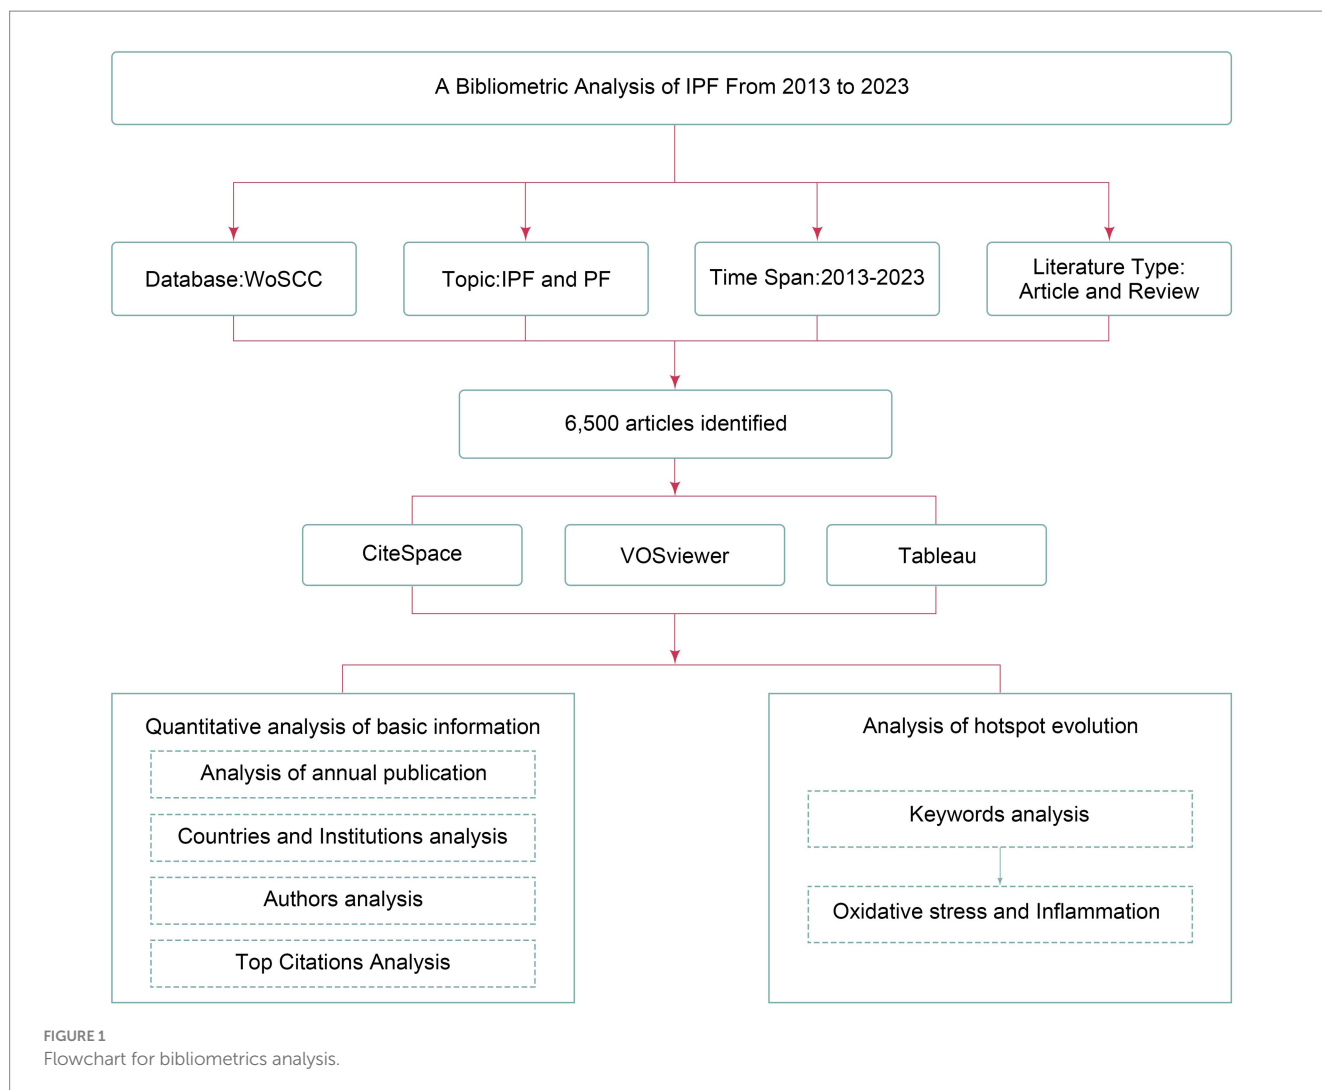 A Bibliometric Analysis of IPF From 2013 to 2023
Database:WoSCC
Topic:IPF and PF
Time Span:2013-2023
Literature Type:
Article and Review
6,500 articles identified
CiteSpace
VOSviewer
Tableau
Quantitative analysis of basic information
Analysis of annual publication
Countries and Institutions analysis
Authors analysis
Top Citations Analysis
Analysis of hotspot evolution
Keywords analysis
Oxidative stress and Inflammation
FIGURE 1
Flowchart for bibliometrics analysis.